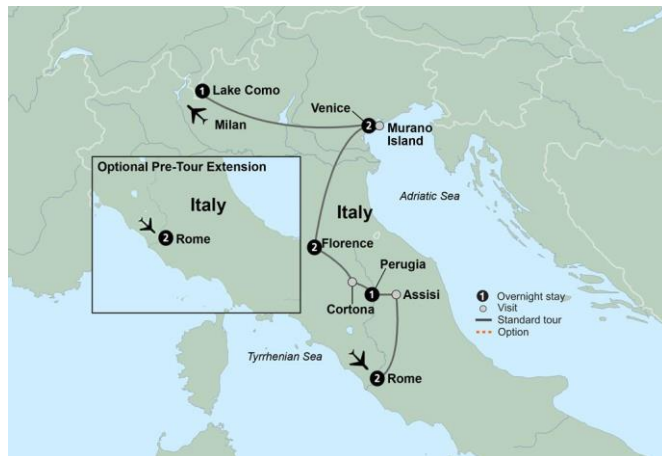 1 Lake Como
Milan
Venice
2
Murano
Island
Optional Pre-Tour Extension
Italy
2 Rome
Italy
Adriatic Sea
2 Florence
Perugia
1
Assisi
Cortona
1 Overnight stay
Visit
Standard tour
Option
Tyrrhenian Sea
2 Rome